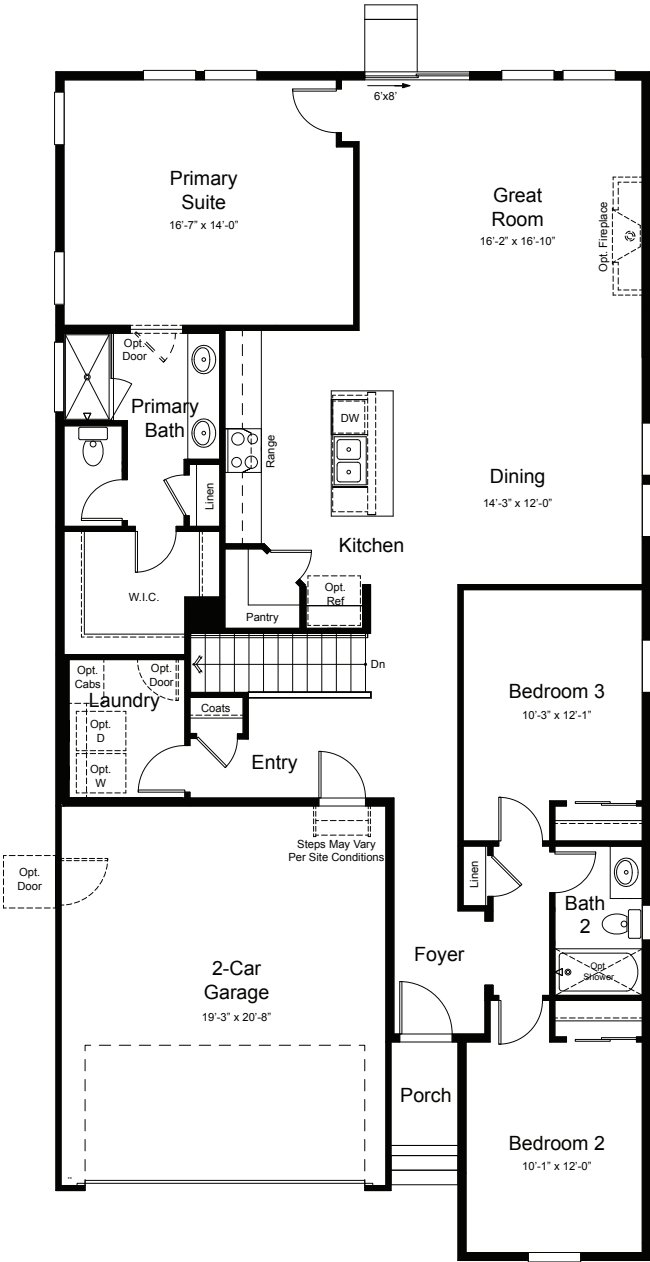 6'x8'
Primary
Suite
16'-7" x 14'-0"
Great
Room
16'-2" x 16'-10"
Opt. Fireplace
Opt.
Door
Primary
Bath
Linen
Range
DW
Dining
14'-3" x 12'-0"
Kitchen
W.I.C.
Pantry
Opt.
Ref
Dn
Opt.
Cabs
Opt.
Door
Laundry
Opt.
D
Opt.
W
Coats
Entry
Bedroom 3
10'-3" x 12'-1"
Steps May Vary
Per Site Conditions
Opt.
Door
Linen
Bath
2
Opt.
Shower
Foyer
2-Car
Garage
19'-3" x 20'-8"
Porch
Bedroom 2
10'-1" x 12'-0"